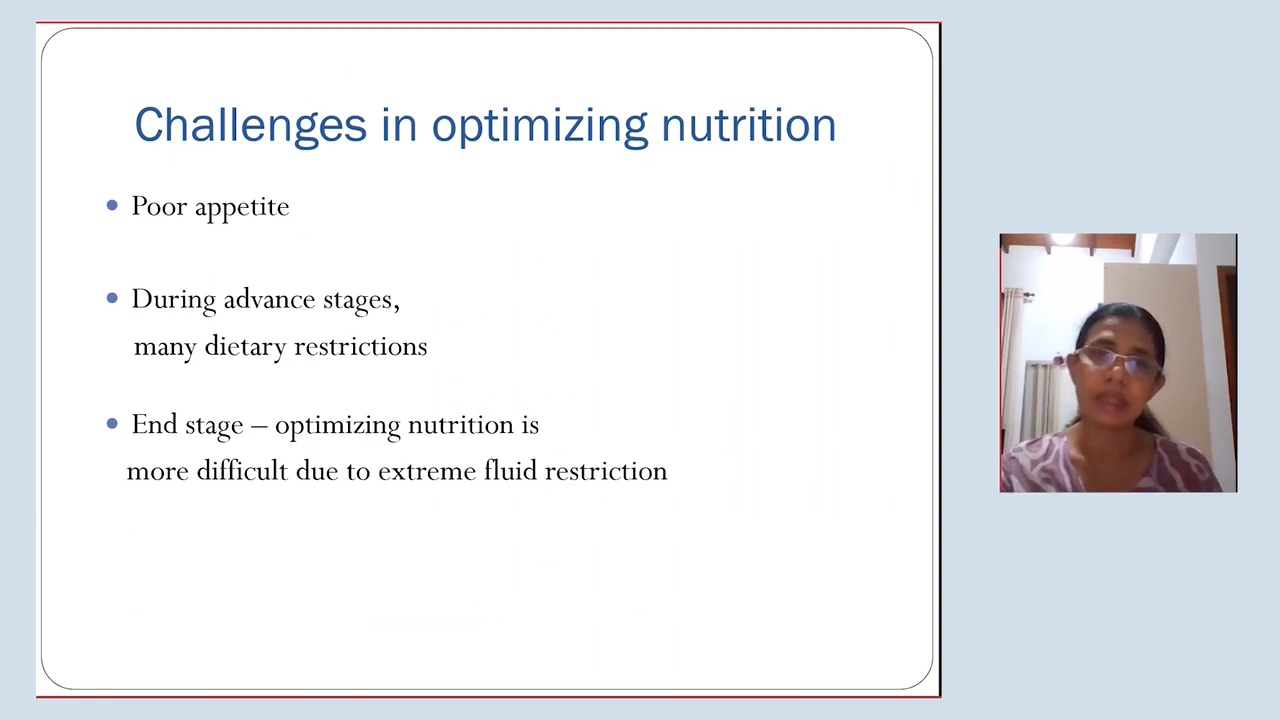 Challenges in optimizing nutrition
• Poor appetite
• During advance stages,
many dietary restrictions
• End stage – optimizing nutrition is
more difficult due to extreme fluid restriction